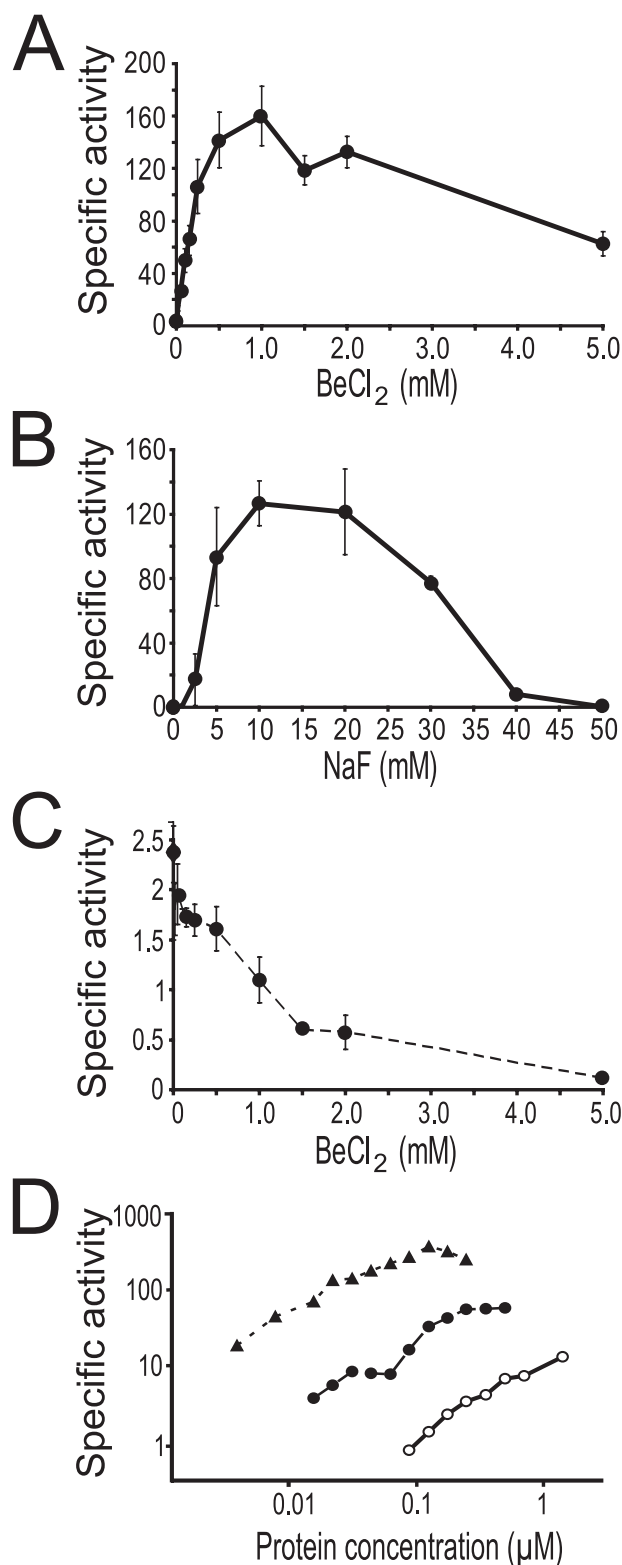 A
Specific activity
200
160
120
80
40
0
0 1.0 2.0 3.0 4.0 5.0
BeCl2 (mM)
B
Specific activity
160
120
80
40
0
0 5 10 15 20 25 30 35 40 45 50
NaF (mM)
C
Specific activity
2.5
2
1.5
1
0.5
0
0 1.0 2.0 3.0 4.0 5.0
BeCl2 (mM)
D
Specific activity
1000
100
10
1
0.01 0.1 1
Protein concentration (µM)